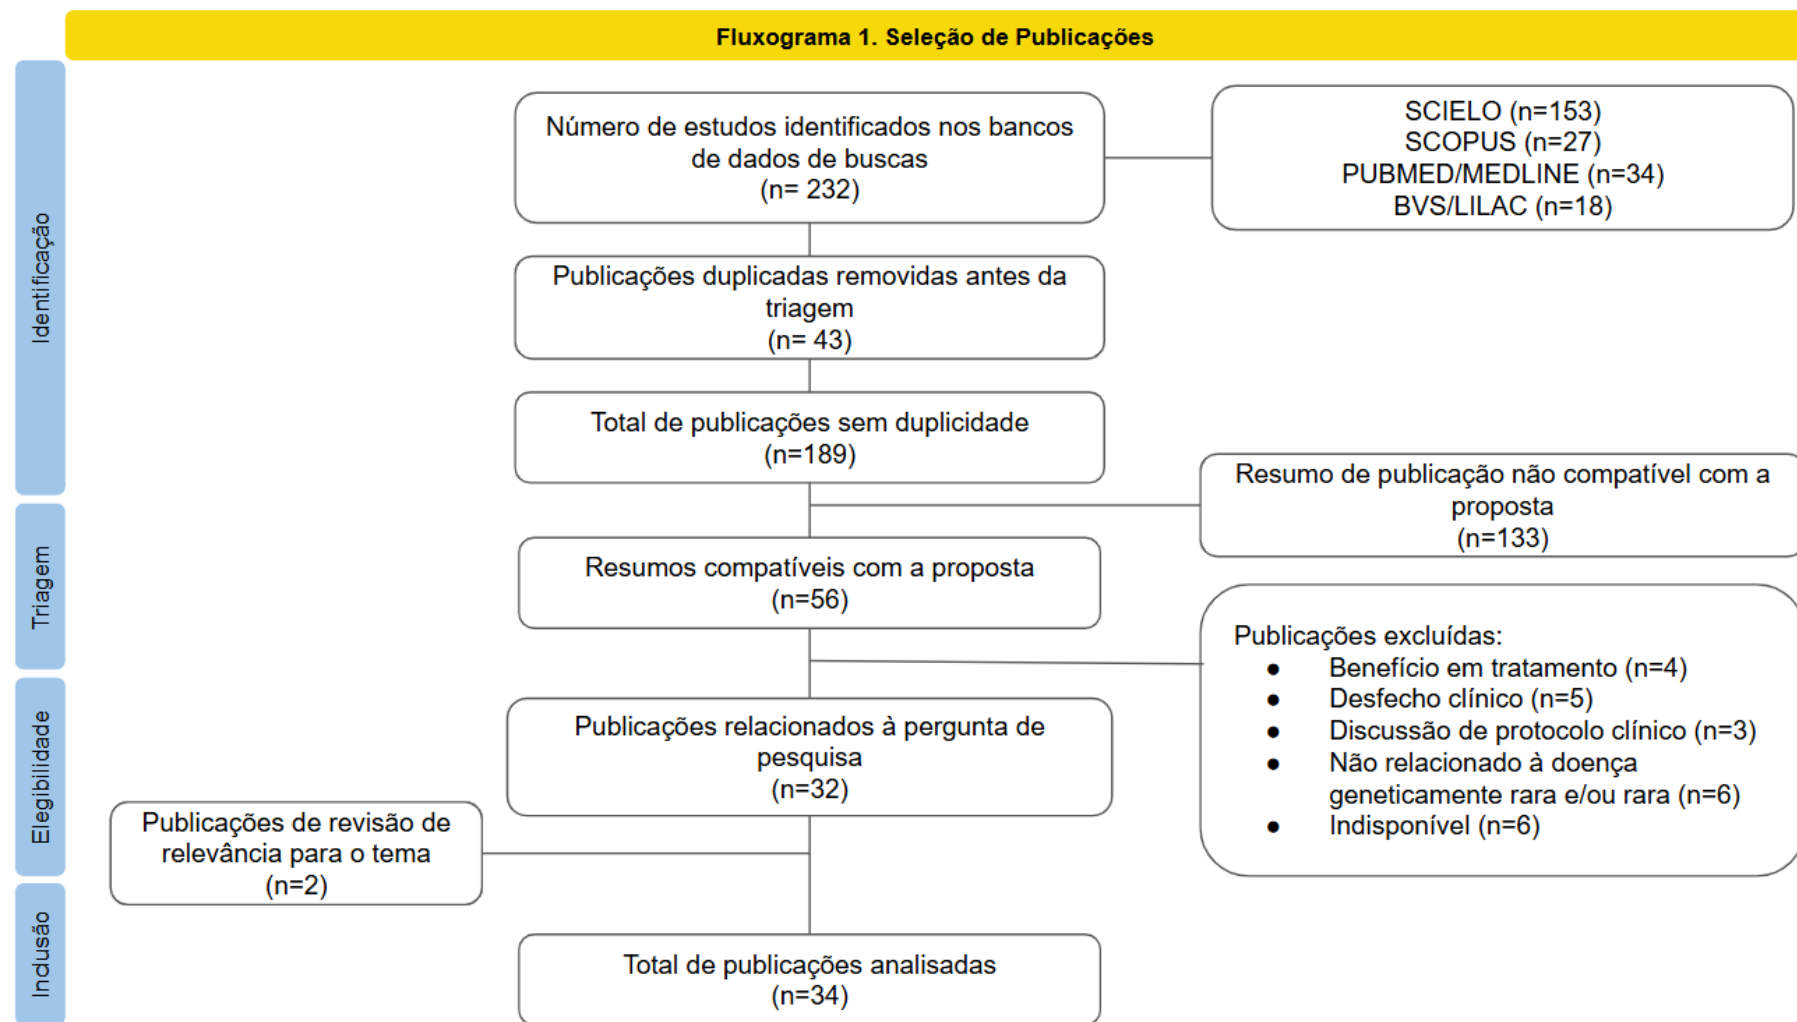 Fluxograma 1. Seleção de Publicações
Identificação
Número de estudos identificados nos bancos
de dados de buscas
(n= 232)
SCIELO (n=153)
SCOPUS (n=27)
PUBMED/MEDLINE (n=34)
BVS/LILAC (n=18)
Publicações duplicadas removidas antes da
triagem
(n= 43)
Total de publicações sem duplicidade
(n=189)
Resumo de publicação não compatível com a
proposta
(n=133)
Triagem
Resumos compatíveis com a proposta
(n=56)
Publicações excluídas:
● Benefício em tratamento (n=4)
● Desfecho clínico (n=5)
● Discussão de protocolo clínico (n=3)
● Não relacionado à doença
geneticamente rara e/ou rara (n=6)
● Indisponível (n=6)
Elegibilidade
Publicações relacionados à pergunta de
pesquisa
(n=32)
Publicações de revisão de
relevância para o tema
(n=2)
Inclusão
Total de publicações analisadas
(n=34)